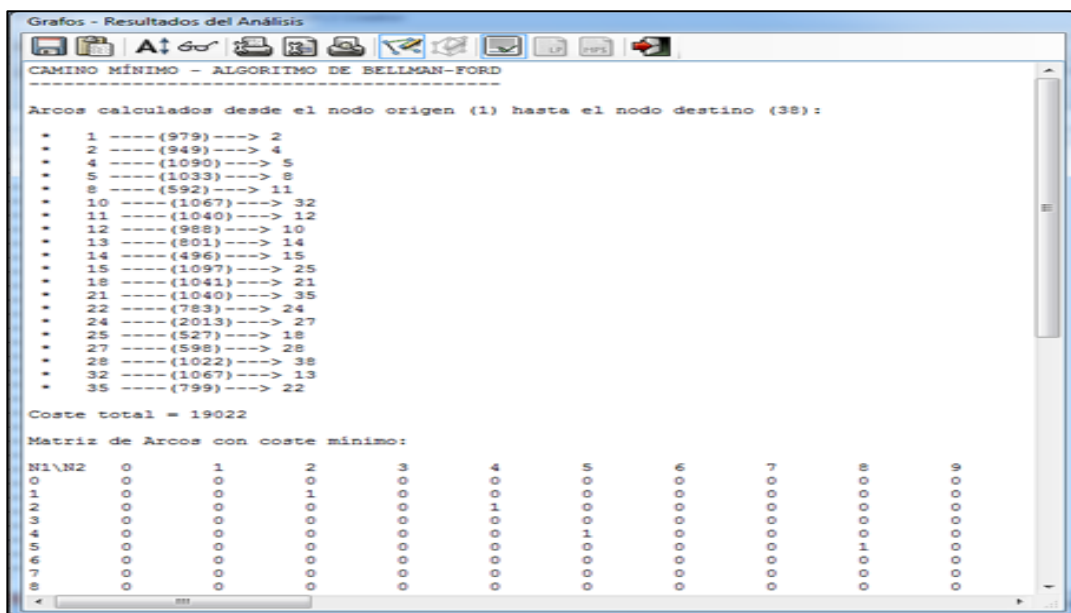 Grafos - Resultados del Análisis
CAMINO MÍNIMO - ALGORITMO DE BELLMAN-FORD
-------------------------------------------
Arcos calculados desde el nodo origen (1) hasta el nodo destino (38):
* 1 ----(979)---> 2
* 2 ----(949)---> 4
* 4 ----(1090)---> 5
* 5 ----(1033)---> 8
* 8 ----(592)---> 11
* 10 ----(1067)---> 32
* 11 ----(1040)---> 12
* 12 ----(988)---> 10
* 13 ----(801)---> 14
* 14 ----(496)---> 15
* 15 ----(1097)---> 25
* 18 ----(1041)---> 21
* 21 ----(1040)---> 35
* 22 ----(783)---> 24
* 24 ----(2013)---> 27
* 25 ----(527)---> 18
* 27 ----(598)---> 28
* 28 ----(1022)---> 38
* 32 ----(1067)---> 13
* 35 ----(799)---> 22
Coste total = 19022
Matriz de Arcos con coste mínimo:
N1\N2 0 1 2 3 4 5 6 7 8 9
0 0 0 0 0 0 0 0 0 0 0
1 0 0 1 0 0 0 0 0 0 0
2 0 0 0 0 1 0 0 0 0 0
3 0 0 0 0 0 0 0 0 0 0
4 0 0 0 0 0 1 0 0 0 0
5 0 0 0 0 0 0 0 0 1 0
6 0 0 0 0 0 0 0 0 0 0
7 0 0 0 0 0 0 0 0 0 0
8 0 0 0 0 0 0 0 0 0 0